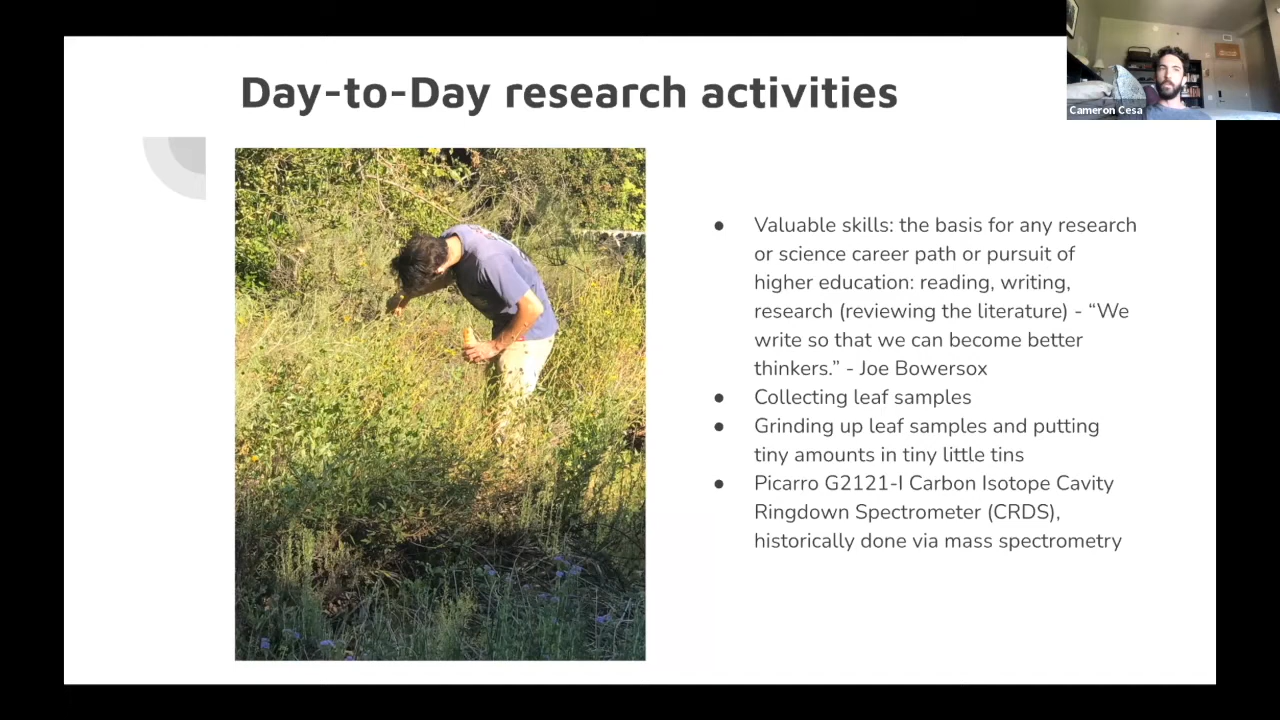 Day-to-Day research activities
Cameron Cesa
● Valuable skills: the basis for any research
or science career path or pursuit of
higher education: reading, writing,
research (reviewing the literature) - “We
write so that we can become better
thinkers.” - Joe Bowersox
● Collecting leaf samples
● Grinding up leaf samples and putting
tiny amounts in tiny little tins
● Picarro G2121-I Carbon Isotope Cavity
Ringdown Spectrometer (CRDS),
historically done via mass spectrometry